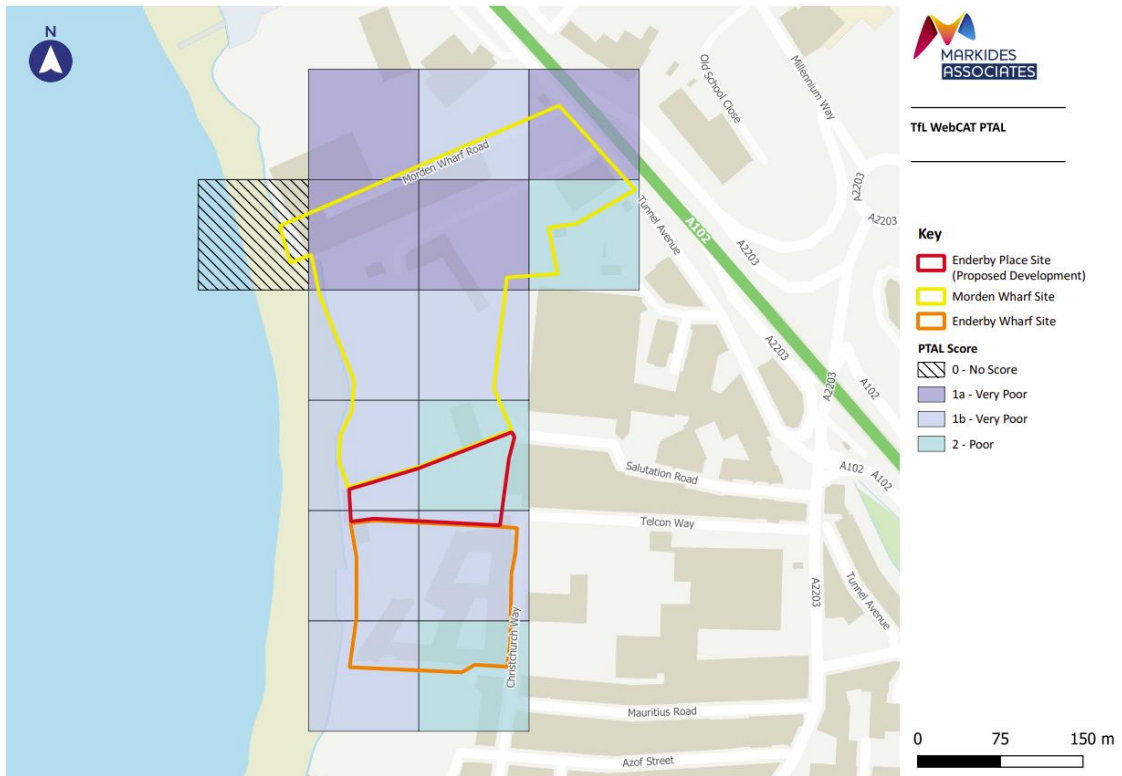 N
Old School Close
Millennium Way
Morden Wharf Road
A2203
A2203
Tunnel Avenue
A102
A2203
A2203
A2203
A102
Salutation Road
A102
A102
Telcon Way
A2203
Tunnel Avenue
Christchurch Way
Mauritius Road
Azof Street
MARKIDES
ASSOCIATES
TfL WebCAT PTAL
Key
Enderby Place Site
(Proposed Development)
Morden Wharf Site
Enderby Wharf Site
PTAL Score
0 - No Score
1a - Very Poor
1b - Very Poor
2 - Poor
0 75 150 m